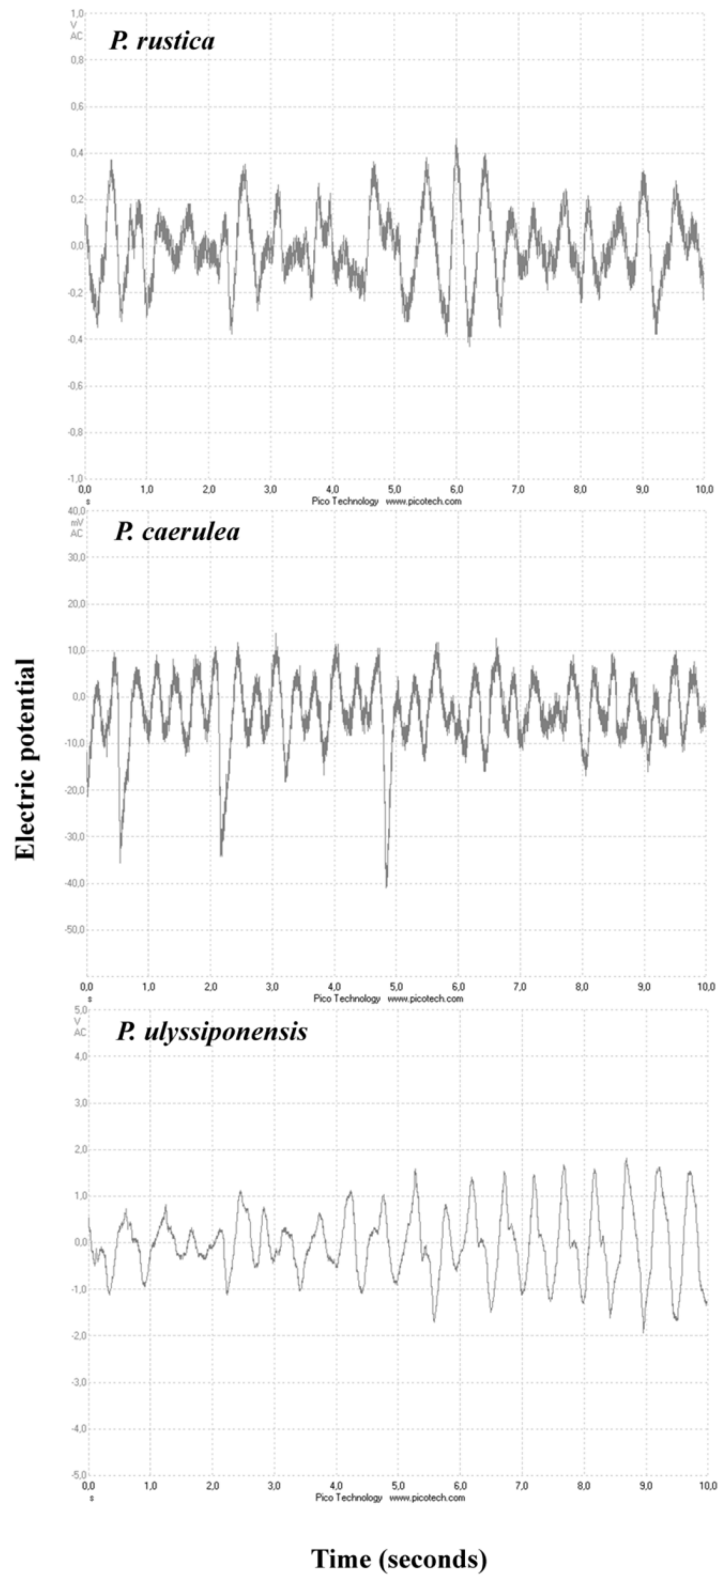 1,0
V
AC
P. rustica
0,8
0,6
0,4
0,2
0,0
-0,2
-0,4
-0,6
-0,8
-1,0
0,0 1,0 2,0 3,0 4,0 5,0 6,0 7,0 8,0 9,0 10,0
s
Pico Technology www.picotech.com
40,0
mV
AC
P. caerulea
30,0
20,0
10,0
0,0
-10,0
-20,0
-30,0
-40,0
-50,0
0,0 1,0 2,0 3,0 4,0 5,0 6,0 7,0 8,0 9,0 10,0
s
Pico Technology www.picotech.com
Electric potential
5,0
V
AC
P. ulyssiponensis
4,0
3,0
2,0
1,0
0,0
-1,0
-2,0
-3,0
-4,0
-5,0
0,0 1,0 2,0 3,0 4,0 5,0 6,0 7,0 8,0 9,0 10,0
s
Pico Technology www.picotech.com
Time (seconds)